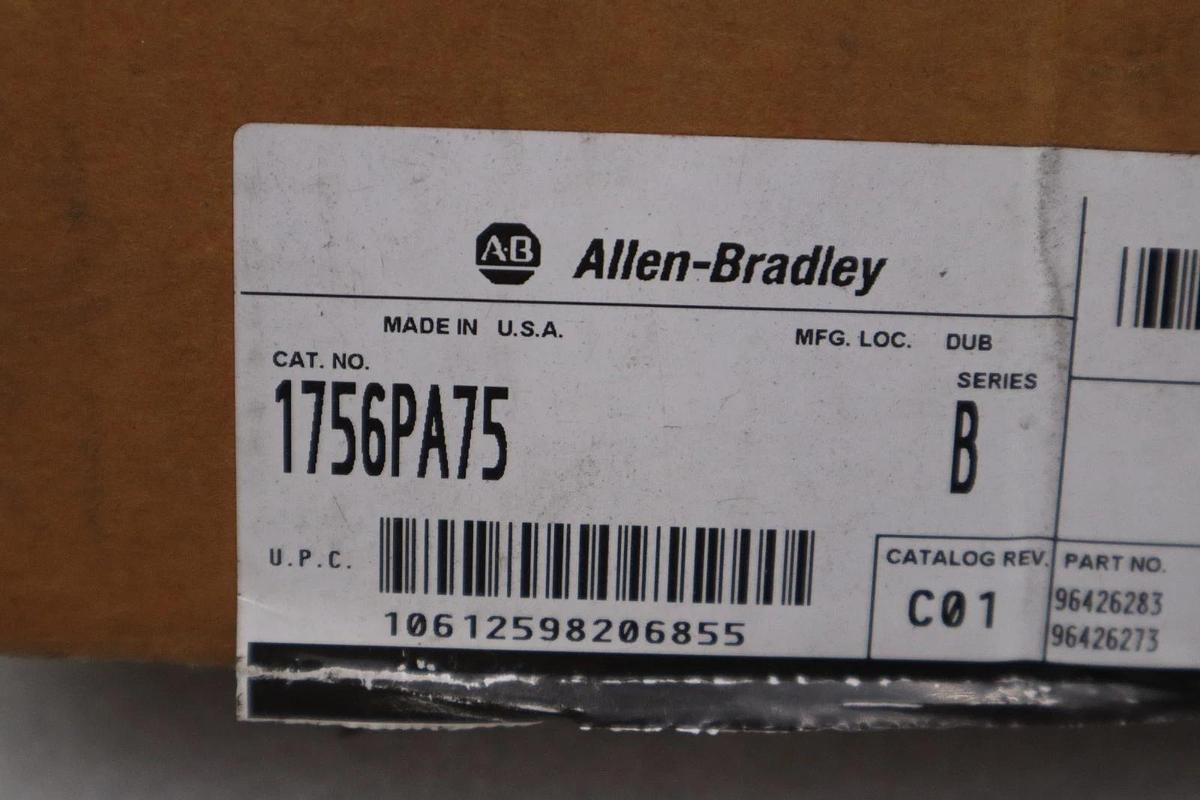 A·B Allen-Bradley
MADE IN U.S.A. MFG. LOC. DUB
CAT. NO. SERIES
1756PA75 B
U.P.C. 10612598206855
CATALOG REV. C01
PART NO.
96426283
96426273